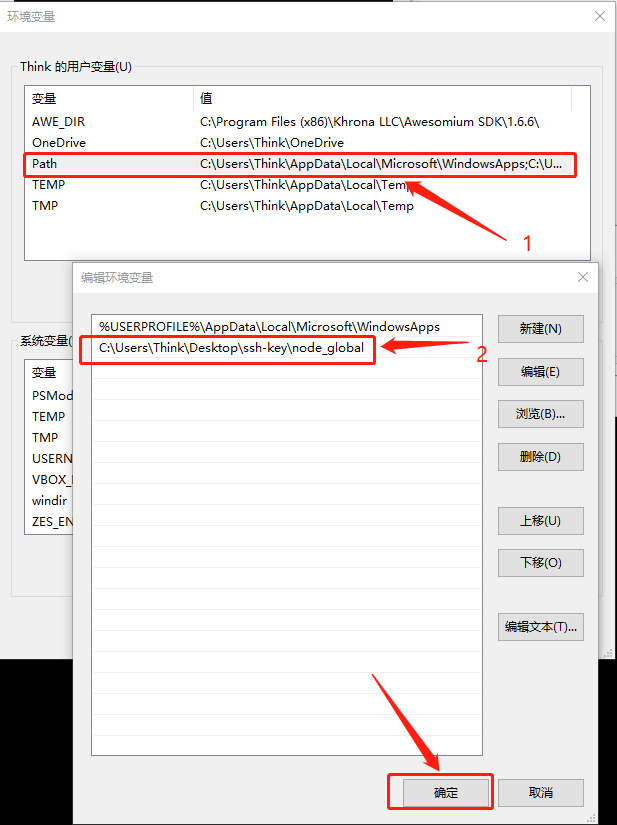 环境变量
Think 的用户变量(U)
变量 值
AWE_DIR C:\Program Files (x86)\Khrona LLC\Awesomium SDK\1.6.6\
OneDrive C:\Users\Think\OneDrive
Path C:\Users\Think\AppData\Local\Microsoft\WindowsApps;C:\U...
TEMP C:\Users\Think\AppData\Local\Temp
TMP C:\Users\Think\AppData\Local\Temp
1
编辑环境变量
%USERPROFILE%\AppData\Local\Microsoft\WindowsApps
C:\Users\Think\Desktop\ssh-key\node_global
2
新建(N)
编辑(E)
浏览(B)...
删除(D)
上移(U)
下移(O)
编辑文本(T)...
确定
取消
系统变量(
变量
PSMod
TEMP
TMP
USERN
VBOX_
windir
ZES_EN